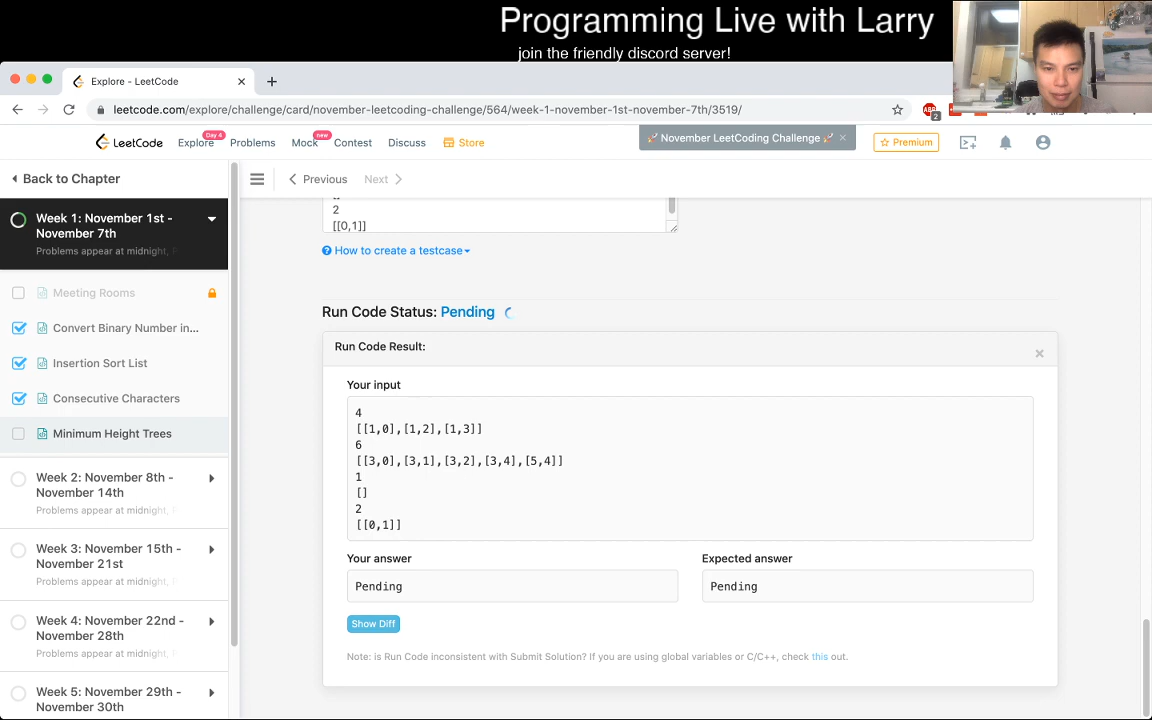 Programming Live with Larry
join the friendly discord server!
Explore - LeetCode
leetcode.com/explore/challenge/card/november-leetcoding-challenge/564/week-1-november-1st-november-7th/3519/
ABP
2
LeetCode
Explore
Day 4
Problems
Mock
new
Contest
Discuss
Store
🚀 November LeetCoding Challenge 🚀
Premium
Back to Chapter
Previous
Next
Week 1: November 1st -
November 7th
Problems appear at midnight,
Meeting Rooms
Convert Binary Number in...
Insertion Sort List
Consecutive Characters
Minimum Height Trees
Week 2: November 8th -
November 14th
Problems appear at midnight,
Week 3: November 15th -
November 21st
Problems appear at midnight,
Week 4: November 22nd -
November 28th
Problems appear at midnight,
Week 5: November 29th -
November 30th
2
[[0,1]]
How to create a testcase
Run Code Status: Pending
Run Code Result:
Your input
4
[[1,0],[1,2],[1,3]]
6
[[3,0],[3,1],[3,2],[3,4],[5,4]]
1
[]
2
[[0,1]]
Your answer
Expected answer
Pending
Pending
Show Diff
Note: is Run Code inconsistent with Submit Solution? If you are using global variables or C/C++, check this out.